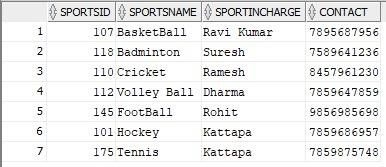 SPORTSID SPORTSNAME SPORTINCHARGE CONTACT
1 107 BasketBall Ravi Kumar 7895687956
2 118 Badminton Suresh 7589641236
3 110 Cricket Ramesh 8457961230
4 112 Volley Ball Dharma 7859647859
5 145 FootBall Rohit 9856985698
6 101 Hockey Kattapa 7859686957
7 175 Tennis Kattapa 7859875748